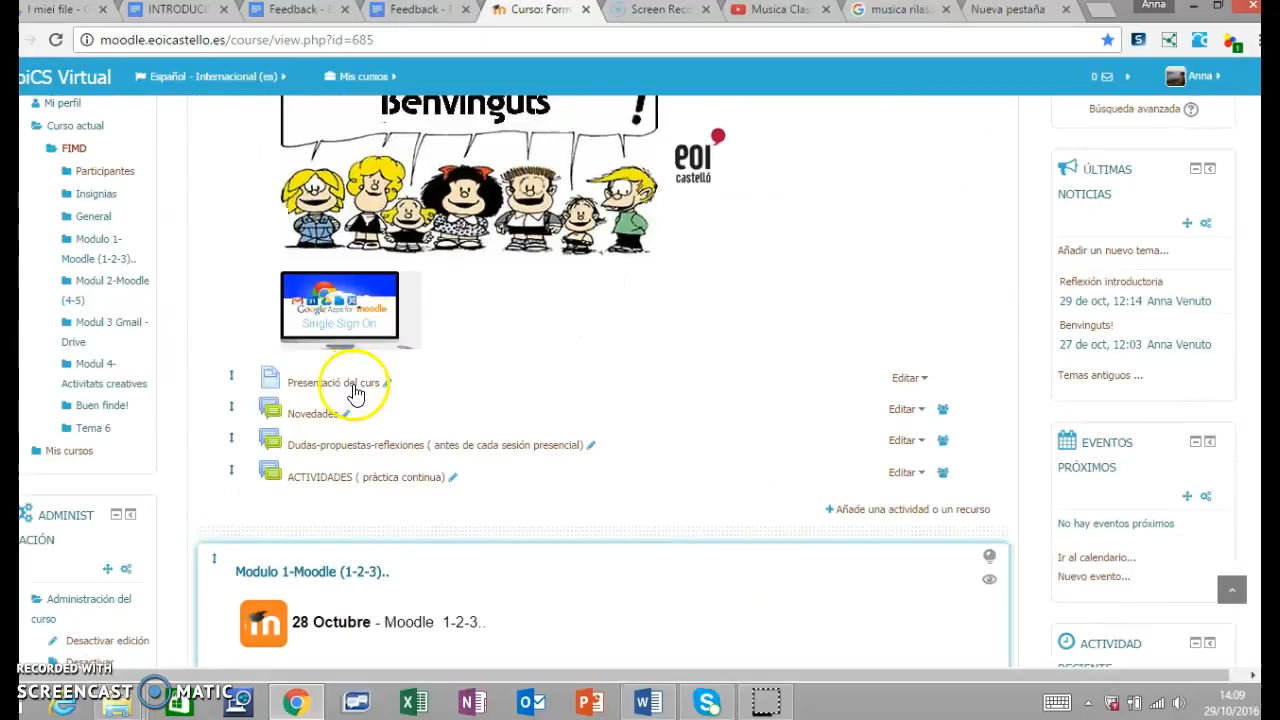 I miei file - G
INTRODUCC
Feedback - E
Feedback - E
Curso: Form
Screen Reco
Musica Clas
musica rilas
Nueva pestaña
Anna
moodle.eoicastello.es/course/view.php?id=685
oiCS Virtual
Español - Internacional (es)
Mis cursos
0
Anna
Mi perfil
Curso actual
FIMD
Participantes
Insignias
General
Modulo 1-
Moodle (1-2-3)..
Modul 2-Moodle
(4-5)
Modul 3 Gmail -
Drive
Modul 4-
Activitats creatives
Buen finde!
Tema 6
Mis cursos
ADMINIST
ACIÓN
Administración del
curso
Desactivar edición
Desactivar
Benvinguts !
eoi
castelló
Google Apps for moodle
Single Sign On
Presentació del curs
Editar
Novedades
Editar
Dudas-propuestas-reflexiones ( antes de cada sesión presencial)
Editar
ACTIVIDADES ( práctica continua)
Editar
+ Añade una actividad o un recurso
Modulo 1-Moodle (1-2-3)..
28 Octubre - Moodle 1-2-3..
Búsqueda avanzada
ÚLTIMAS
NOTICIAS
Añadir un nuevo tema...
Reflexión introductoria
29 de oct, 12:14 Anna Venuto
Benvinguts!
27 de oct, 12:03 Anna Venuto
Temas antiguos ...
EVENTOS
PRÓXIMOS
No hay eventos próximos
Ir al calendario...
Nuevo evento...
ACTIVIDAD
RECIENTE
RECORDED WITH
SCREENCAST MATIC
14:09
29/10/2016